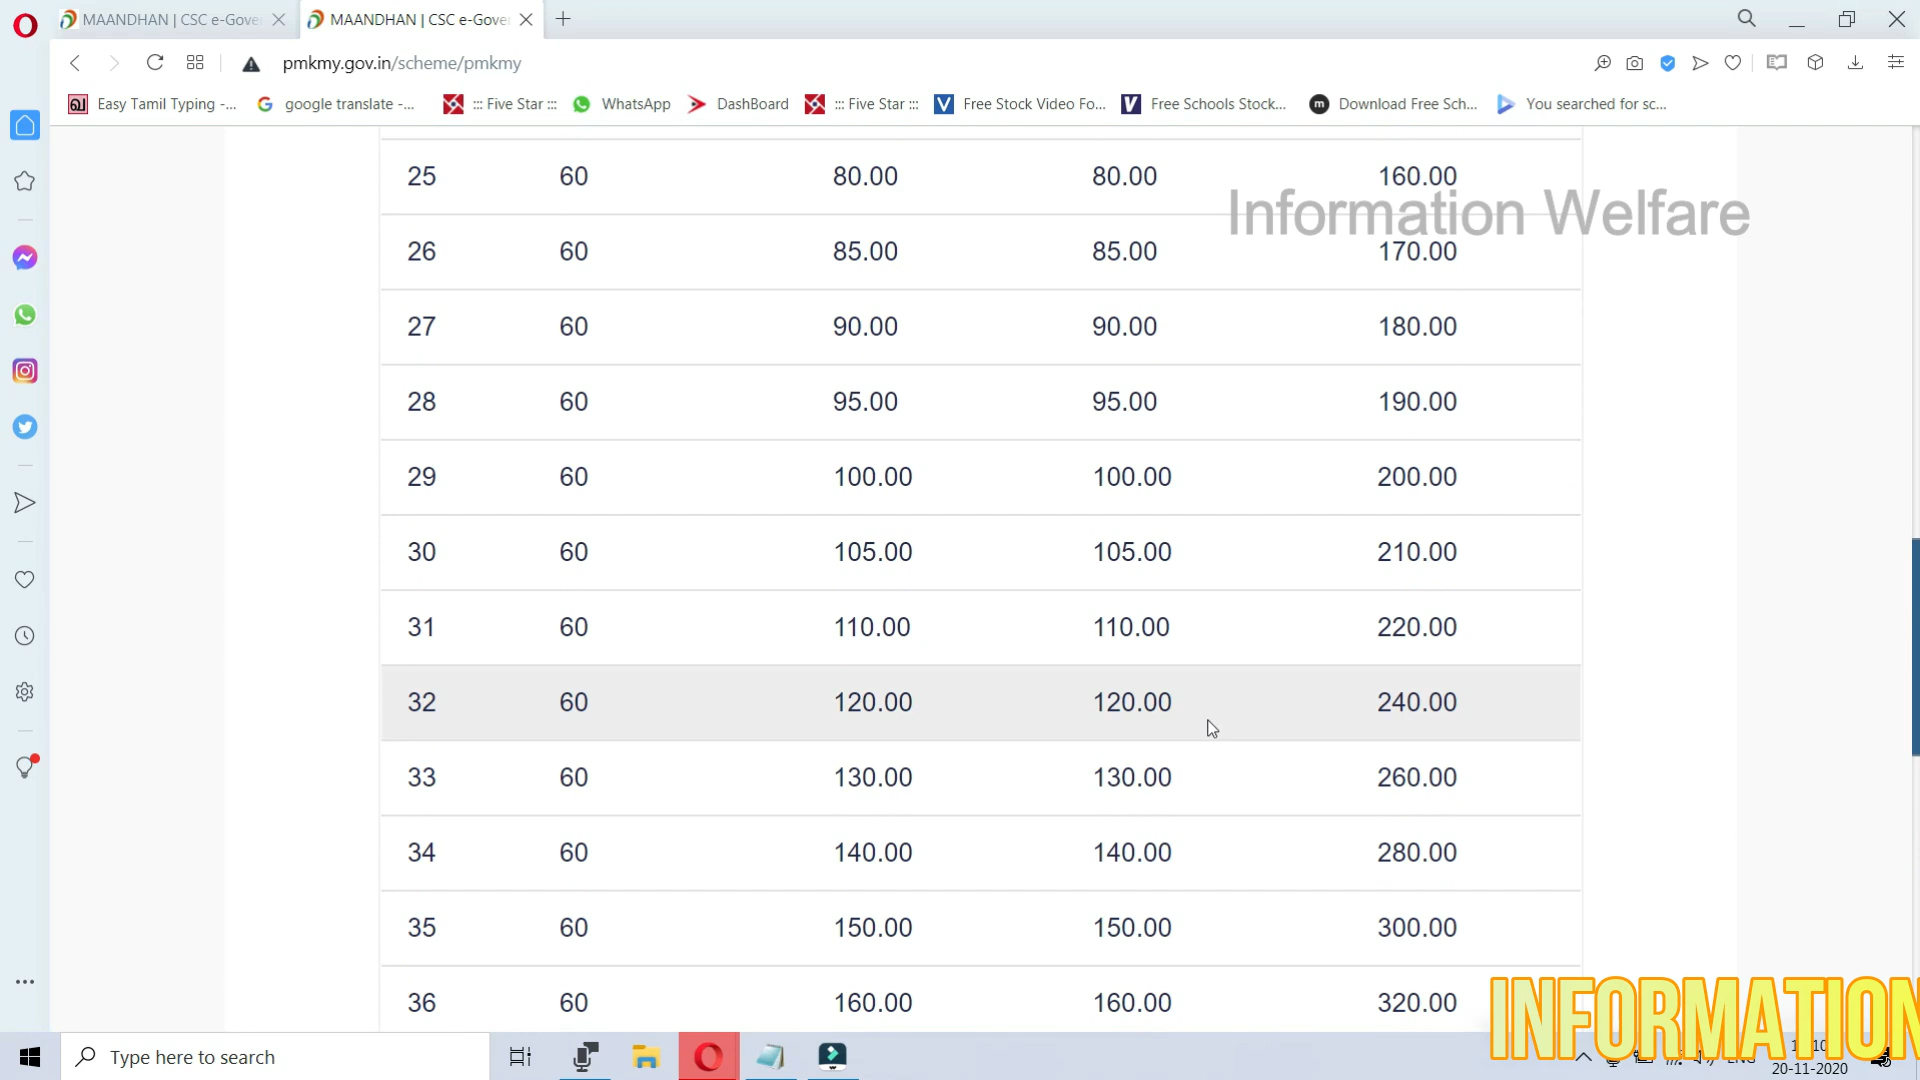 MAANDHAN | CSC e-Gove
MAANDHAN | CSC e-Gove
pmkmy.gov.in/scheme/pmkmy
Easy Tamil Typing -... google translate -... ::: Five Star ::: WhatsApp DashBoard ::: Five Star ::: Free Stock Video Fo... Free Schools Stock... Download Free Sch... You searched for sc...
25 60 80.00 80.00 160.00
Information Welfare
26 60 85.00 85.00 170.00
27 60 90.00 90.00 180.00
28 60 95.00 95.00 190.00
29 60 100.00 100.00 200.00
30 60 105.00 105.00 210.00
31 60 110.00 110.00 220.00
32 60 120.00 120.00 240.00
33 60 130.00 130.00 260.00
34 60 140.00 140.00 280.00
35 60 150.00 150.00 300.00
36 60 160.00 160.00 320.00
INFORMATION
Type here to search
20-11-2020